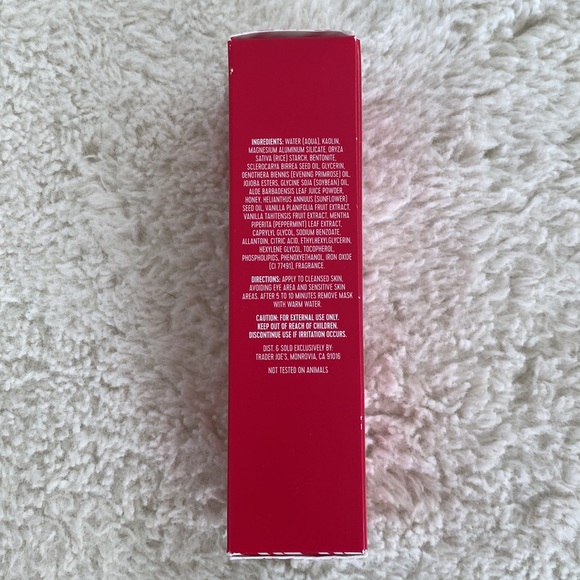 INGREDIENTS: WATER (AQUA), KAOLIN,
MAGNESIUM ALUMINUM SILICATE, ORYZA
SATIVA (RICE) STARCH, BENTONITE,
SCLEROCARYA BIRREA SEED OIL, GLYCERIN,
OENOTHERA BIENNIS (EVENING PRIMROSE) OIL,
JOJOBA ESTERS, GLYCINE SOJA (SOYBEAN) OIL,
ALOE BARBADENSIS LEAF JUICE POWDER,
HONEY, HELIANTHUS ANNUUS (SUNFLOWER)
SEED OIL, VANILLA PLANIFOLIA FRUIT EXTRACT,
VANILLA TAHITENSIS FRUIT EXTRACT, MENTHA
PIPERITA (PEPPERMINT) LEAF EXTRACT,
CAPRYLYL GLYCOL, SODIUM BENZOATE,
ALLANTOIN, CITRIC ACID, ETHYLHEXYLGLYCERIN,
HEXYLENE GLYCOL, TOCOPHEROL,
PHOSPHOLIPIDS, PHENOXYETHANOL, IRON OXIDE
(CI 77491), FRAGRANCE.
DIRECTIONS: APPLY TO CLEANSED SKIN,
AVOIDING EYE AREA AND SENSITIVE SKIN
AREAS. AFTER 5 TO 10 MINUTES REMOVE MASK
WITH WARM WATER.
CAUTION: FOR EXTERNAL USE ONLY.
KEEP OUT OF REACH OF CHILDREN.
DISCONTINUE USE IF IRRITATION OCCURS.
DIST. & SOLD EXCLUSIVELY BY:
TRADER JOE'S, MONROVIA, CA 91016
NOT TESTED ON ANIMALS